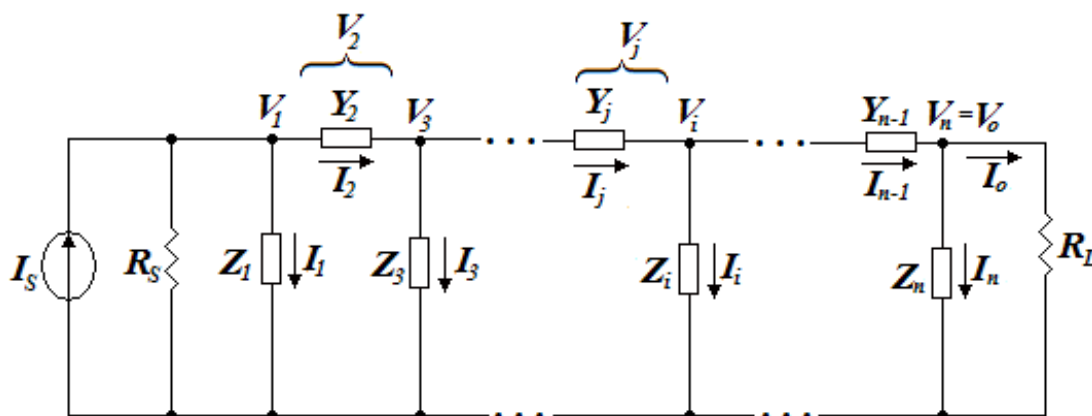 V2 Vj
V1 Y2 V3 Yj Vi Yn-1 Vn = Vo
I2 Ij In-1 Io
IS RS Z1 I1 Z3 I3 Zi Ii Zn In RL